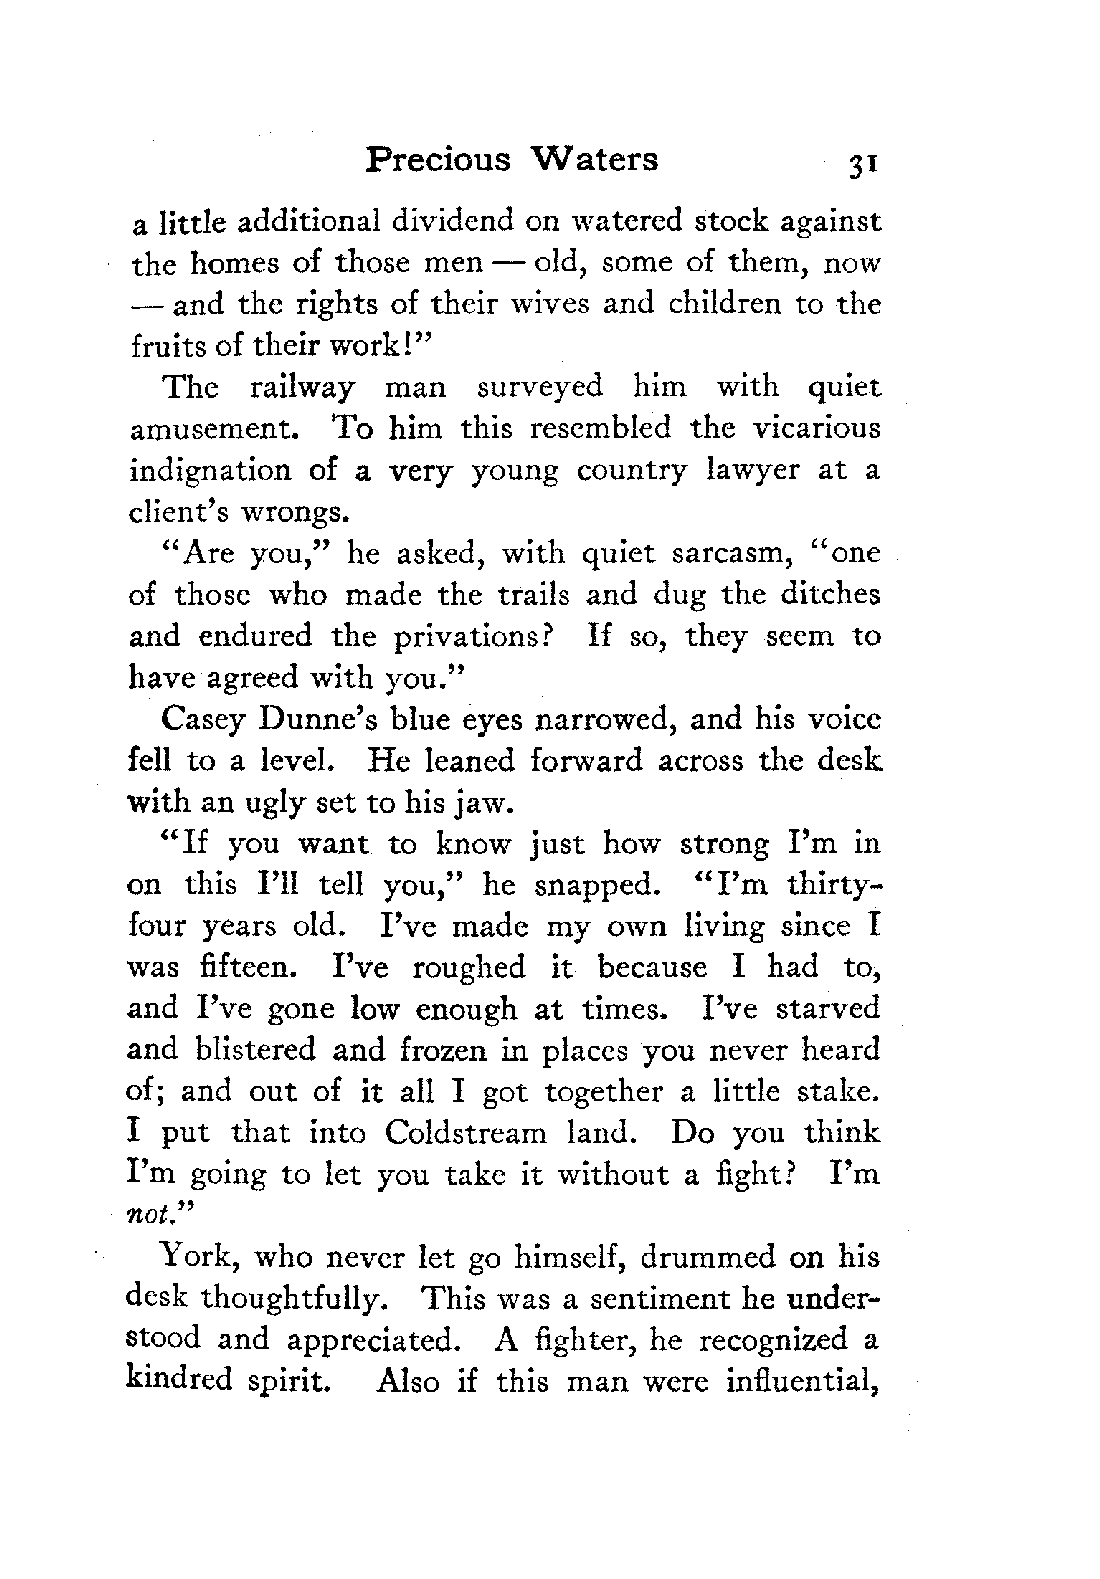 Precious Waters 31
a little additional dividend on watered stock against
the homes of those men — old, some of them, now
— and the rights of their wives and children to the
fruits of their work!”
The railway man surveyed him with quiet
amusement. To him this resembled the vicarious
indignation of a very young country lawyer at a
client’s wrongs.
“Are you,” he asked, with quiet sarcasm, “one
of those who made the trails and dug the ditches
and endured the privations? If so, they seem to
have agreed with you.”
Casey Dunne’s blue eyes narrowed, and his voice
fell to a level. He leaned forward across the desk
with an ugly set to his jaw.
“If you want to know just how strong I’m in
on this I’ll tell you,” he snapped. “I’m thirty-
four years old. I’ve made my own living since I
was fifteen. I’ve roughed it because I had to,
and I’ve gone low enough at times. I’ve starved
and blistered and frozen in places you never heard
of; and out of it all I got together a little stake.
I put that into Coldstream land. Do you think
I’m going to let you take it without a fight? I’m
not.”
York, who never let go himself, drummed on his
desk thoughtfully. This was a sentiment he under-
stood and appreciated. A fighter, he recognized a
kindred spirit. Also if this man were influential,